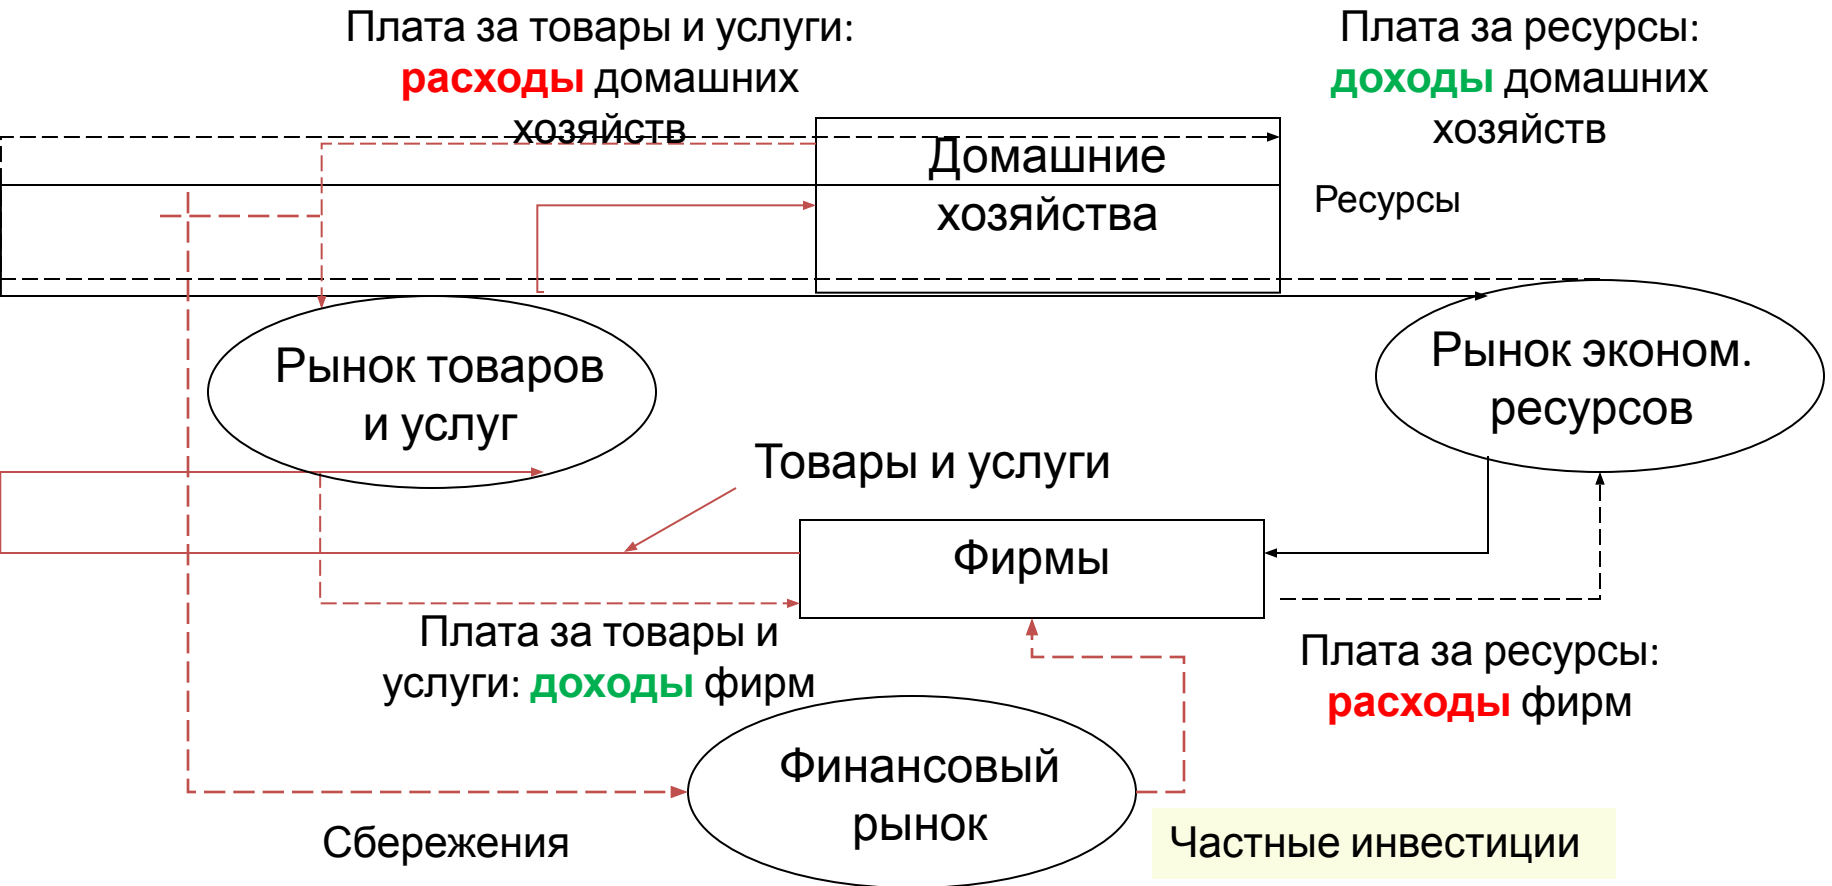 Плата за товары и услуги:
расходы домашних
хозяйств
Плата за ресурсы:
доходы домашних
хозяйств
Домашние
хозяйства
Ресурсы
Рынок товаров
и услуг
Рынок эконом.
ресурсов
Товары и услуги
Фирмы
Плата за товары и
услуги: доходы фирм
Плата за ресурсы:
расходы фирм
Финансовый
рынок
Сбережения
Частные инвестиции